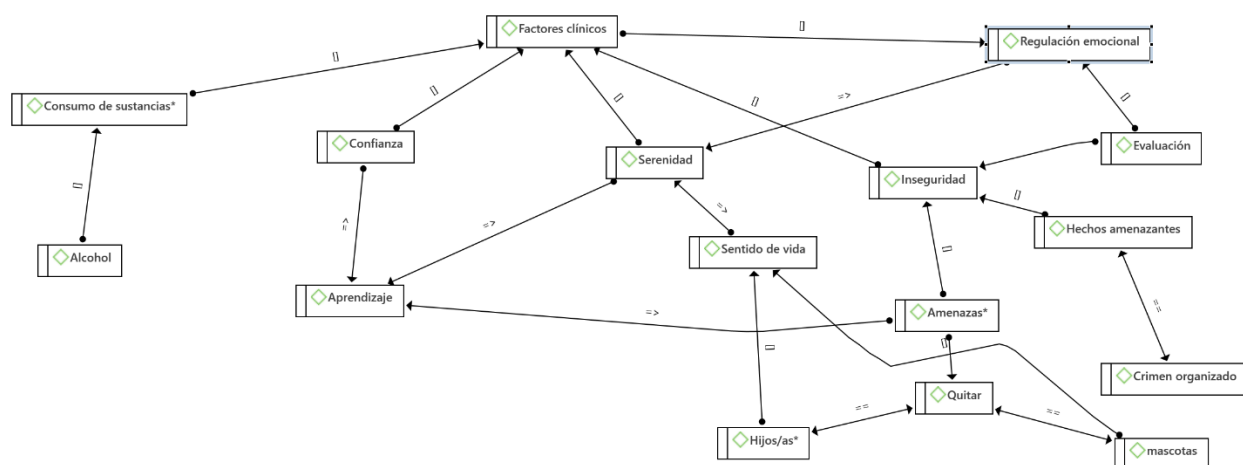 Factores clínicos
[]
Regulación emocional
[]
Consumo de sustancias*
[]
[]
[]
=>
[]
Confianza
Serenidad
Evaluación
Inseguridad
[]
=>
=>
=>
[]
Hechos amenazantes
Alcohol
Sentido de vida
[]
Aprendizaje
=>
Amenazas*
==
[]
[]
Crimen organizado
Quitar
==
==
Hijos/as*
mascotas